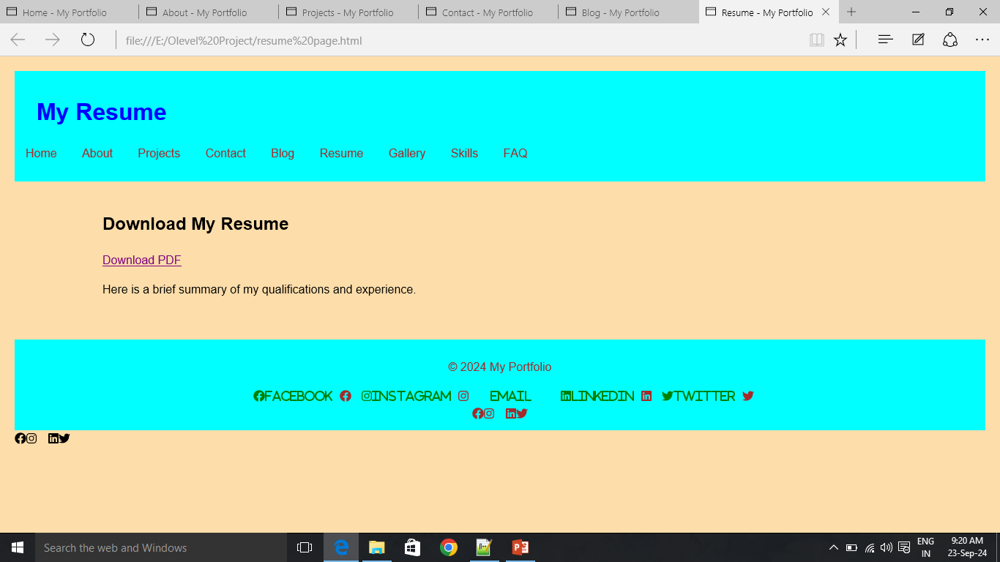 Home - My Portfolio About - My Portfolio Projects - My Portfolio Contact - My Portfolio Blog - My Portfolio Resume - My Portfolio
file:///E:/Olevel%20Project/resume%20page.html
My Resume
Home About Projects Contact Blog Resume Gallery Skills FAQ
Download My Resume
Download PDF
Here is a brief summary of my qualifications and experience.
© 2024 My Portfolio
FACEBOOK INSTAGRAM EMAIL LINKEDIN TWITTER
Search the web and Windows
ENG 9:20 AM
IN 23-Sep-24